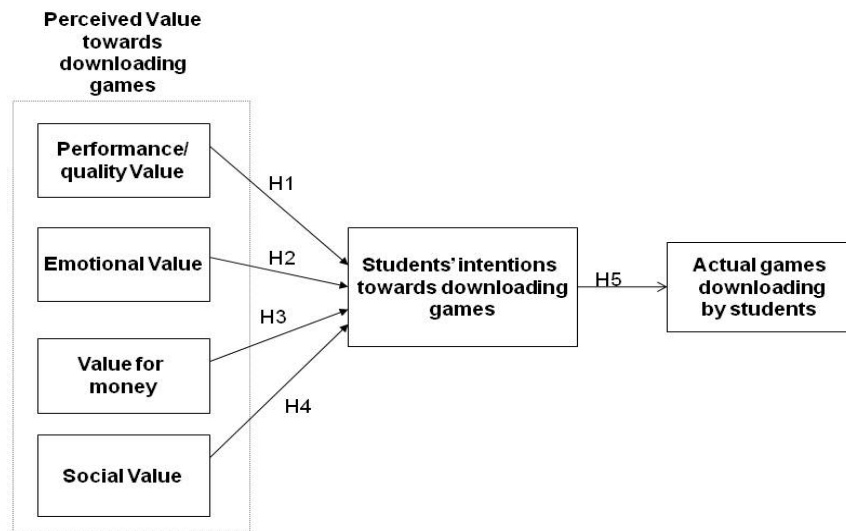 Perceived Value
towards
downloading
games
Performance/
quality Value
H1
Emotional Value
H2
Value for
money
H3
Social Value
H4
Students’ intentions
towards downloading
games
H5
Actual games
downloading
by students